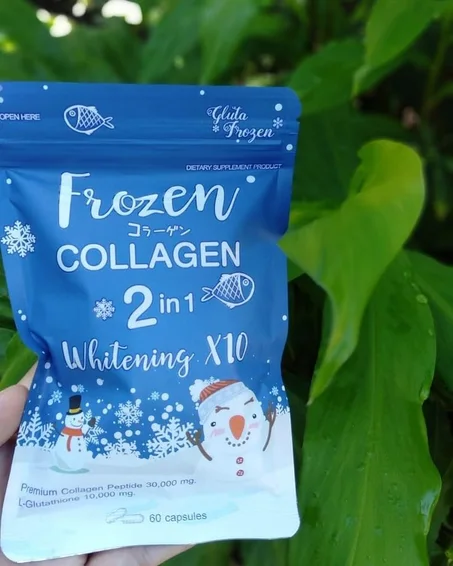 OPEN HERE
Gluta
Frozen
DIETARY SUPPLEMENT PRODUCT
Frozen
コラーゲン
COLLAGEN
2 in 1
Whitening X10
Premium Collagen Peptide 30,000 mg.
L-Glutathione 10,000 mg.
60 capsules